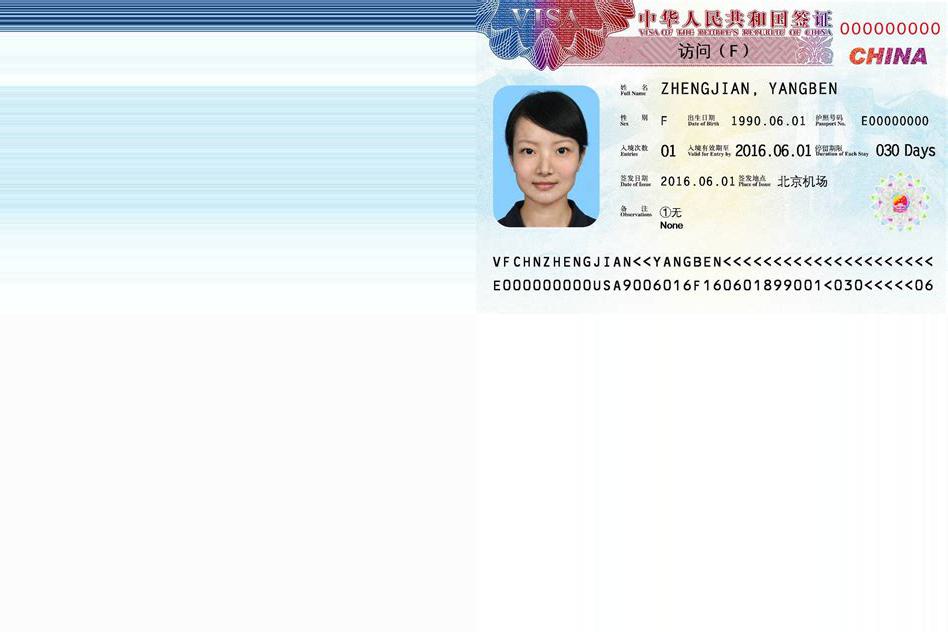 VISA 中华人民共和国签证
VISA OF THE PEOPLE'S REPUBLIC OF CHINA 000000000
访问（F） CHINA
姓 名 ZHENGJIAN, YANGBEN
Full Name
性 别 F 出生日期 1990.06.01 护照号码 E00000000
Sex Date of Birth Passport No.
入境次数 01 入境有效期至 2016.06.01 停留期限 030 Days
Entries Valid for Entry by Duration of Each Stay
签发日期 2016.06.01 签发地点 北京机场
Date of Issue Place of Issue
备 注 ①无
Observations None
VFCHNZHENGJIAN<<YANGBEN<<<<<<<<<<<<<<<<<<<<<
E000000000USA9006016F160601899001<030<<<<<06